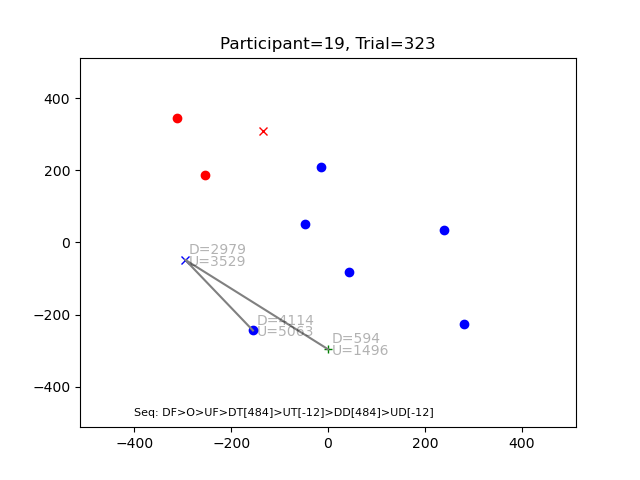 Participant=19, Trial=323
400
200
0
−200
−400
D=2979
U=3529
D=4114
U=5063
D=594
U=1496
Seq: DF>O>UF>DT[484]>UT[-12]>DD[484]>UD[-12]
−400
−200
0
200
400